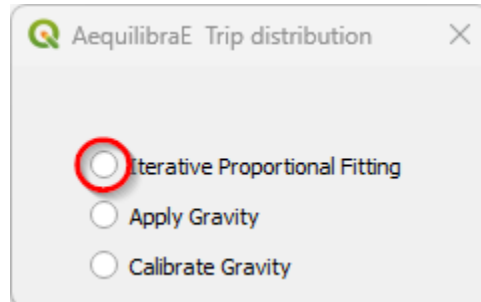 AequilibraE Trip distribution
Iterative Proportional Fitting
Apply Gravity
Calibrate Gravity